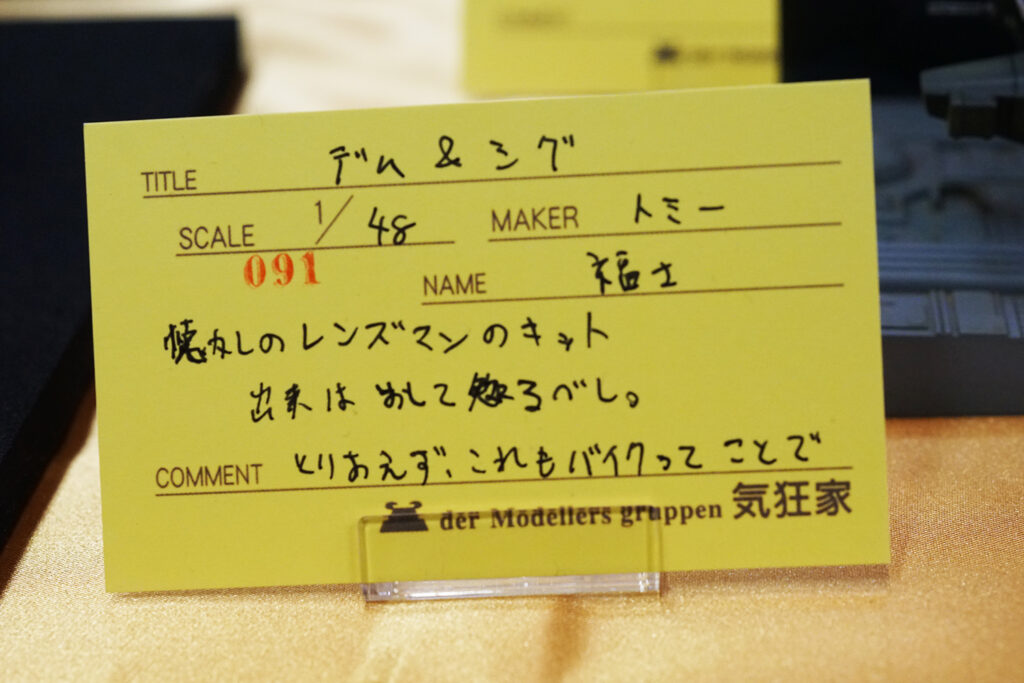 TITLE デム & シグ
SCALE 1/48 MAKER トミー
091
NAME 福士
懐かしのレンズマンのキット
出来は おして知るべし。
COMMENT とりあえず、これもバイクって ことで
der Modellers gruppen 気狂家